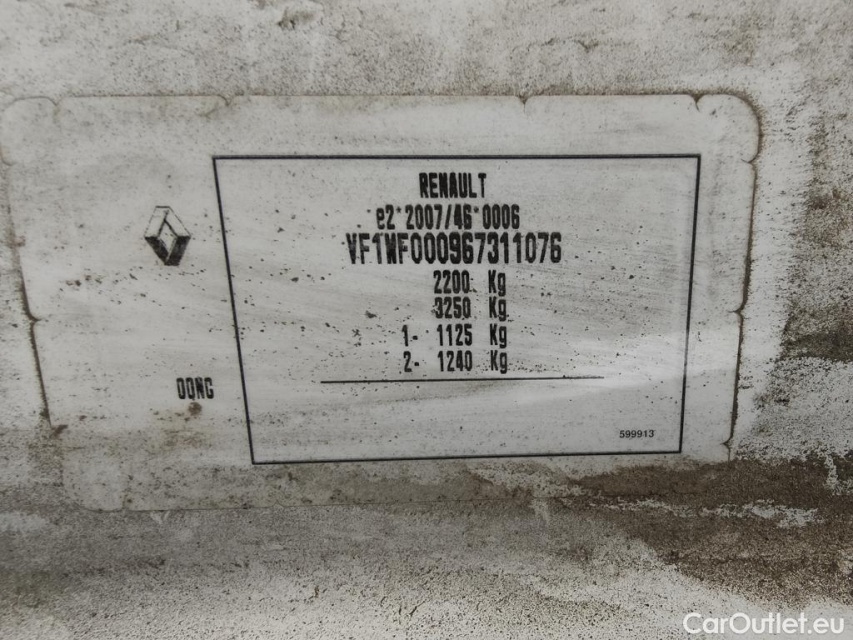 RENAULT
e2*2007/46*0006
VF1WF000967311076
2200 Kg
3250 Kg
1- 1125 Kg
2- 1240 Kg
OQNG
599913
CarOutlet.eu